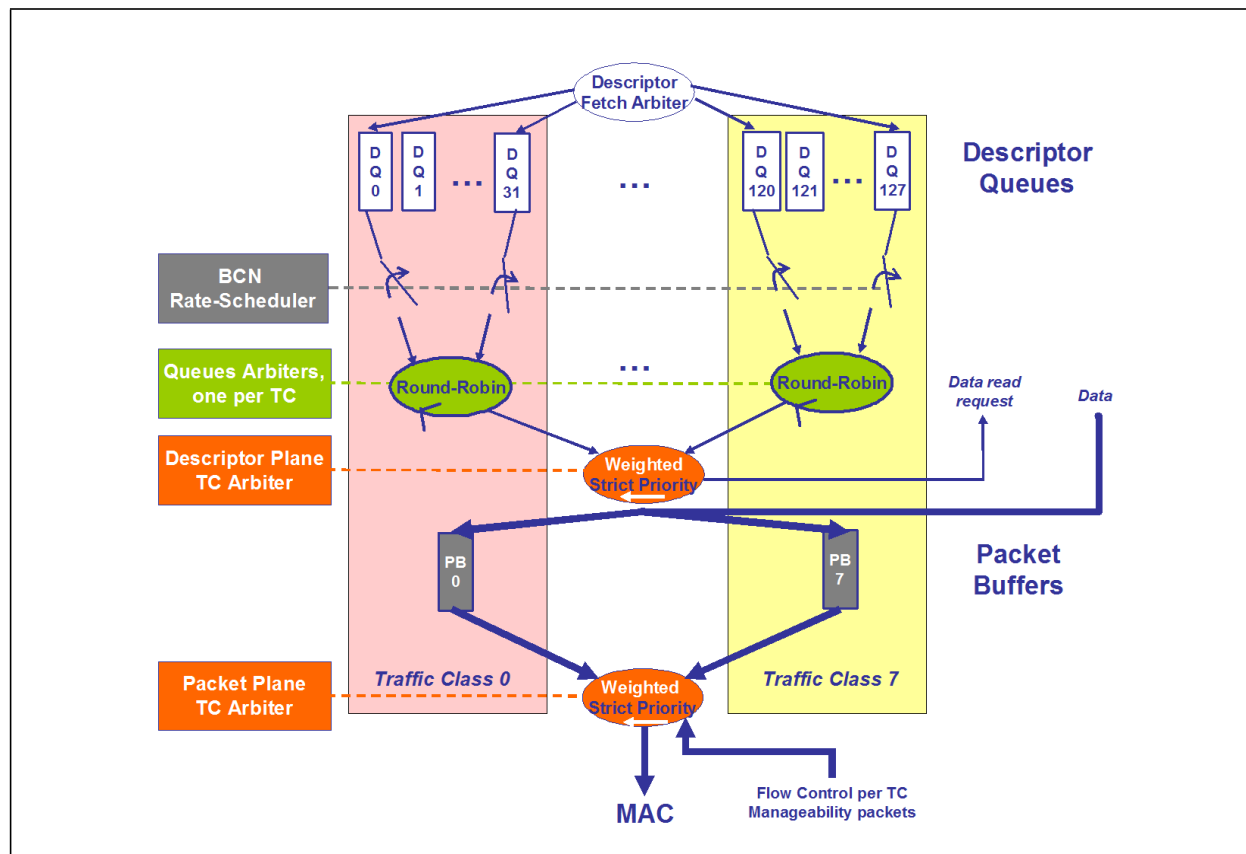 Descriptor
Fetch Arbiter
D
Q
0
D
Q
1
...
D
Q
31
...
D
Q
120
D
Q
121
...
D
Q
127
Descriptor
Queues
BCN
Rate-Scheduler
Queues Arbiters,
one per TC
Round-Robin
...
Round-Robin
Data read
request
Data
Descriptor Plane
TC Arbiter
Weighted
Strict Priority
PB
0
PB
7
Packet
Buffers
Traffic Class 0
Traffic Class 7
Packet Plane
TC Arbiter
Weighted
Strict Priority
MAC
Flow Control per TC
Manageability packets